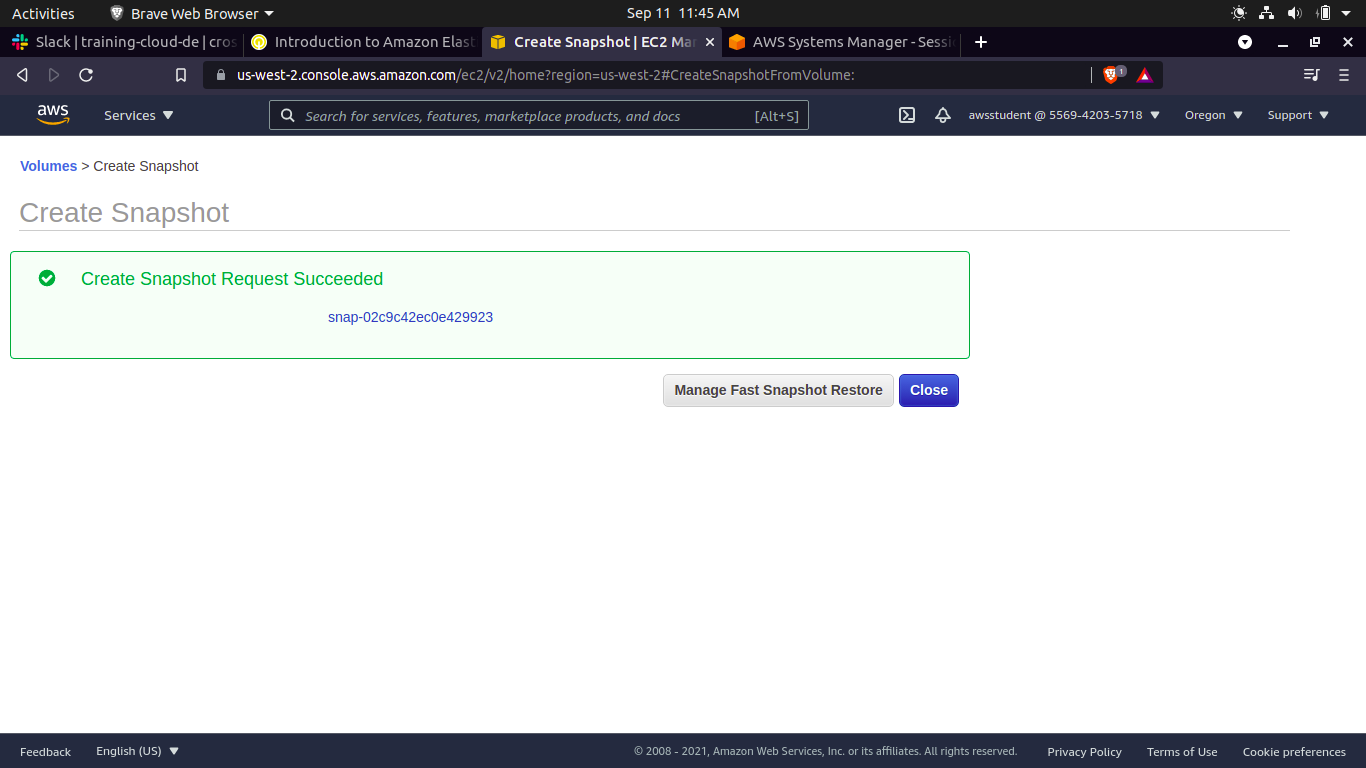 Activities
Brave Web Browser
Sep 11 11:45 AM
Slack | training-cloud-de | cros
Introduction to Amazon Elast
Create Snapshot | EC2 Mar
AWS Systems Manager - Sessi
us-west-2.console.aws.amazon.com/ec2/v2/home?region=us-west-2#CreateSnapshotFromVolume:
1
aws
Services
Search for services, features, marketplace products, and docs
[Alt+S]
awsstudent @ 5569-4203-5718
Oregon
Support
Volumes > Create Snapshot
Create Snapshot
Create Snapshot Request Succeeded
snap-02c9c42ec0e429923
Manage Fast Snapshot Restore
Close
Feedback
English (US)
© 2008 - 2021, Amazon Web Services, Inc. or its affiliates. All rights reserved.
Privacy Policy
Terms of Use
Cookie preferences